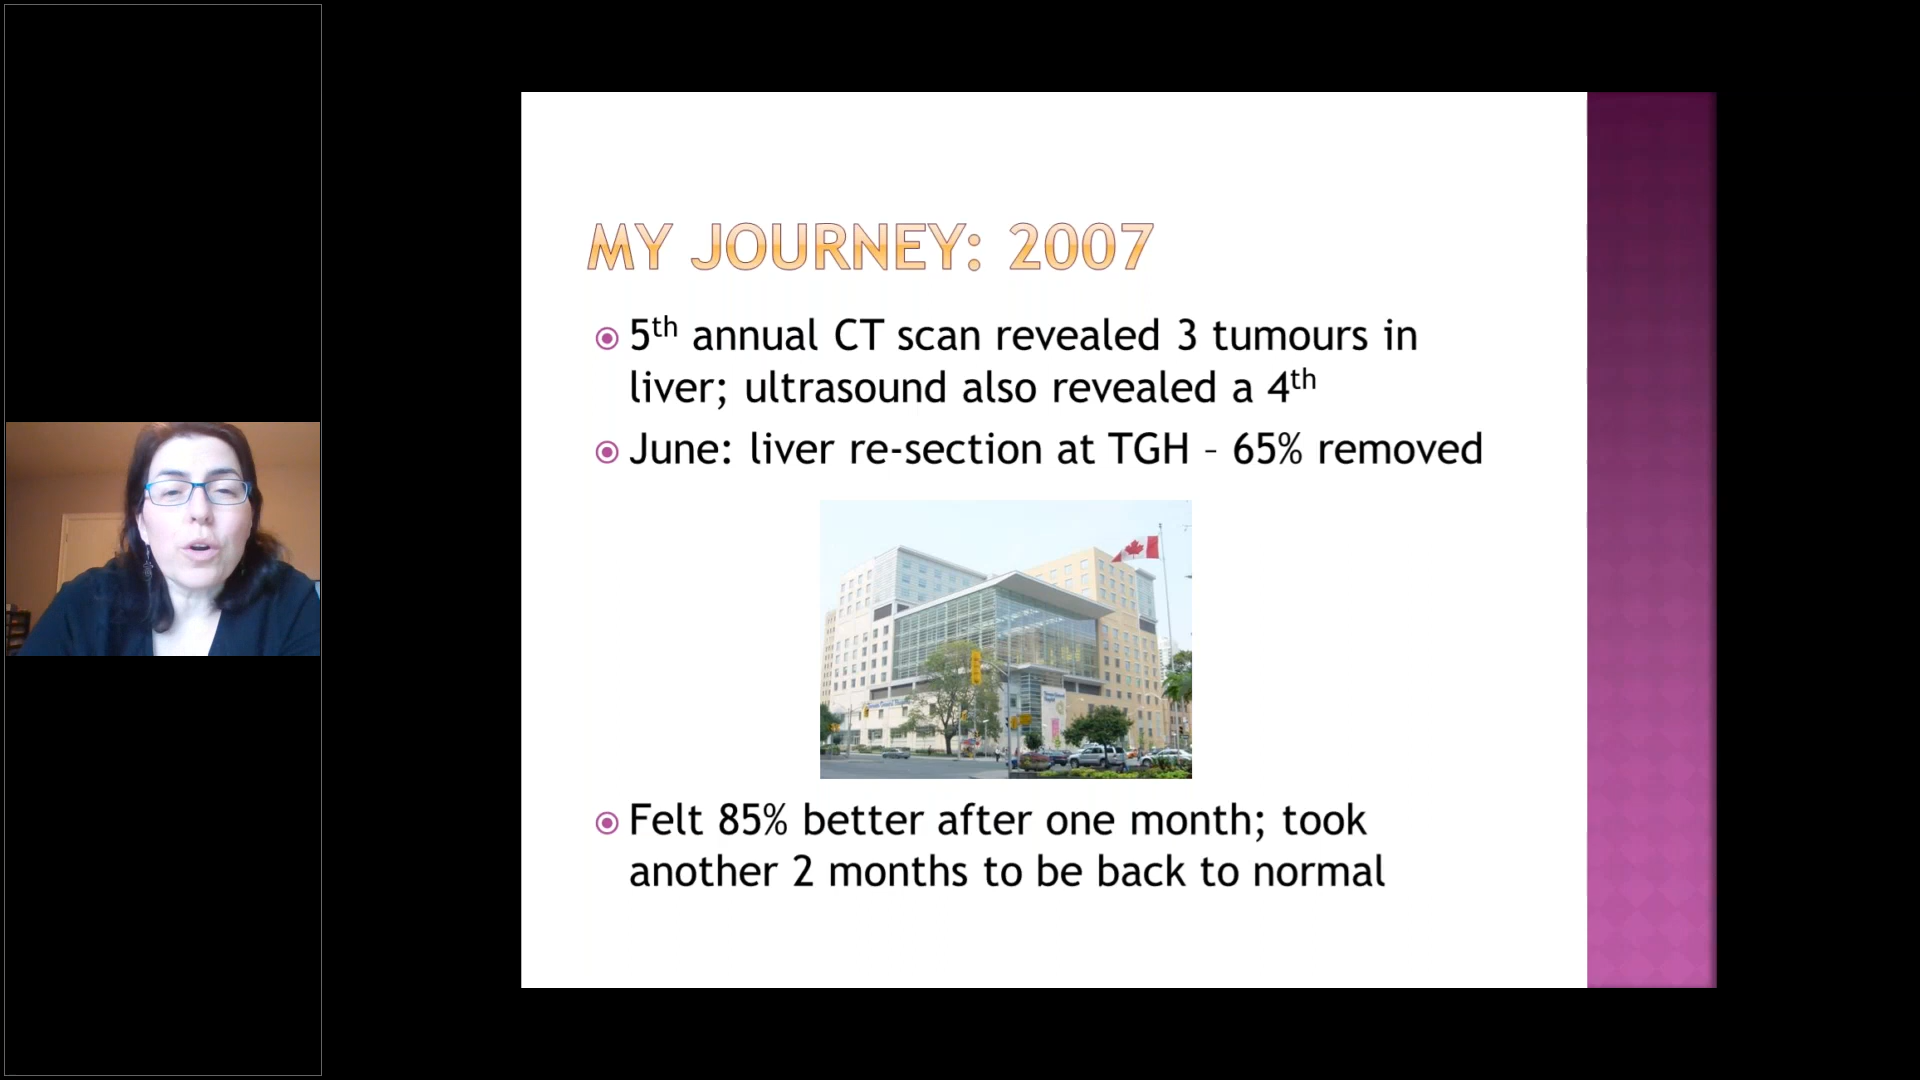 MY JOURNEY: 2007
5th annual CT scan revealed 3 tumours in
liver; ultrasound also revealed a 4th
June: liver re-section at TGH – 65% removed
Felt 85% better after one month; took
another 2 months to be back to normal